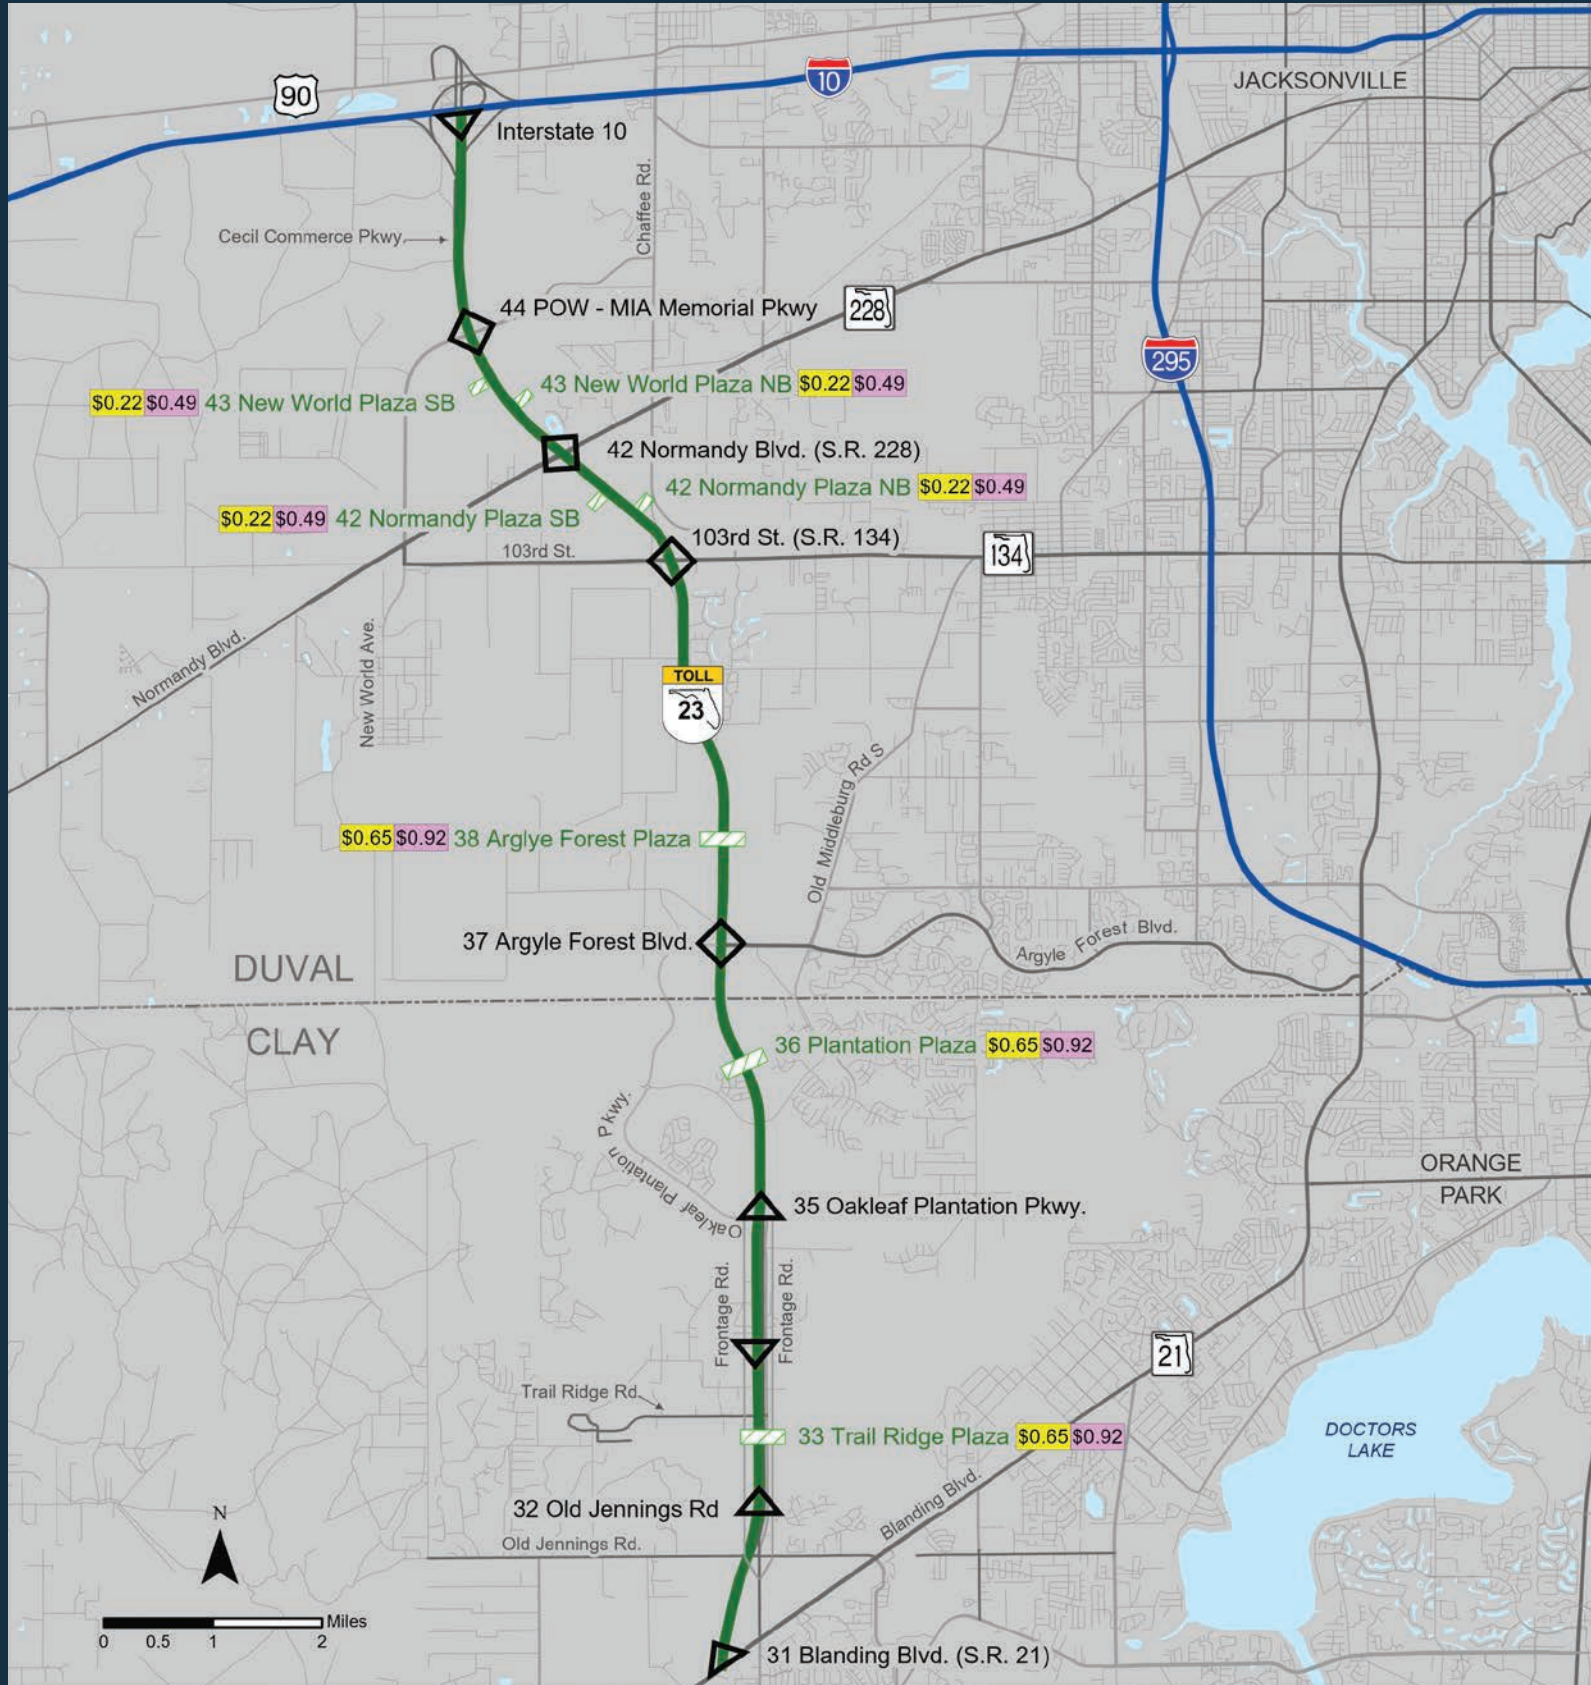 90
10
JACKSONVILLE
Interstate 10
Chaffee Rd.
Cecil Commerce Pkwy.
44 POW - MIA Memorial Pkwy
228
295
43 New World Plaza NB $0.22 $0.49
$0.22 $0.49 43 New World Plaza SB
42 Normandy Blvd. (S.R. 228)
42 Normandy Plaza NB $0.22 $0.49
$0.22 $0.49 42 Normandy Plaza SB
103rd St. (S.R. 134)
103rd St.
134
Normandy Blvd.
New World Ave.
TOLL
23
Old Middleburg Rd S
$0.65 $0.92 38 Arglye Forest Plaza
37 Argyle Forest Blvd.
Argyle Forest Blvd.
DUVAL
CLAY
36 Plantation Plaza $0.65 $0.92
Oakleaf Plantation Pkwy.
ORANGE
PARK
35 Oakleaf Plantation Pkwy.
Frontage Rd.
Frontage Rd.
21
Trail Ridge Rd.
33 Trail Ridge Plaza $0.65 $0.92
DOCTORS
LAKE
Blanding Blvd.
32 Old Jennings Rd
Old Jennings Rd.
N
Miles
0 0.5 1 2
31 Blanding Blvd. (S.R. 21)